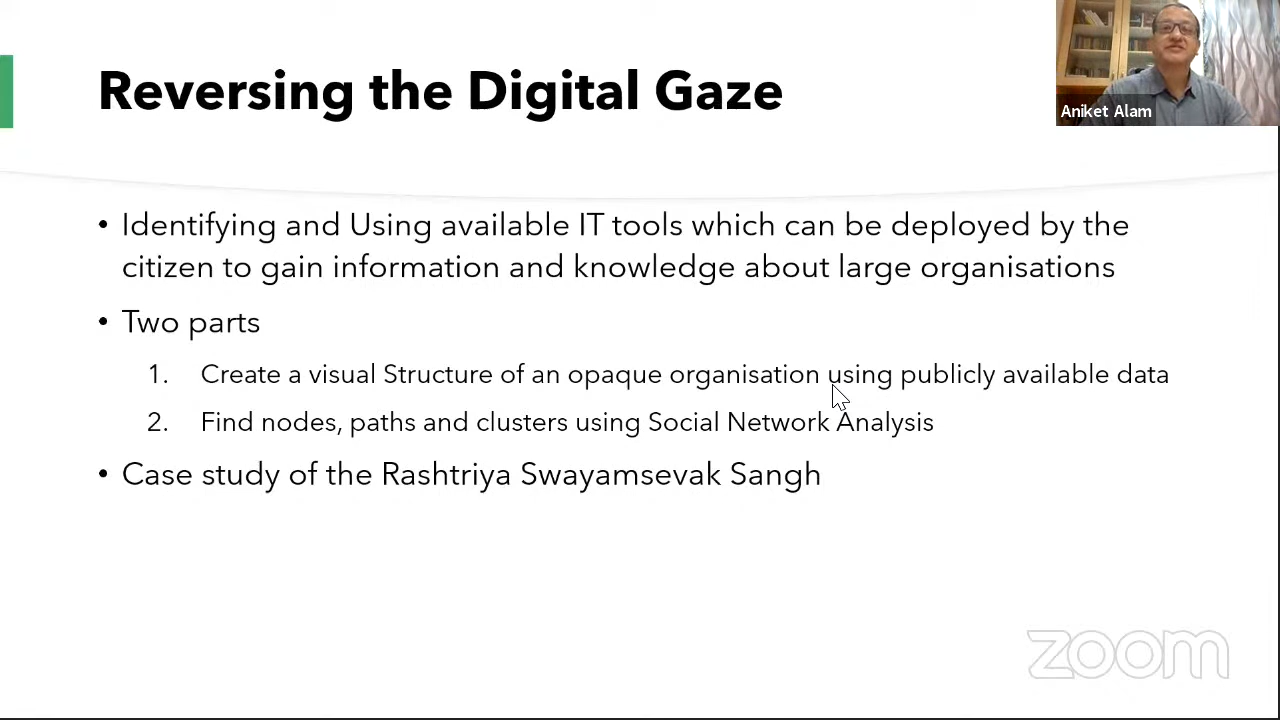 Reversing the Digital Gaze
Aniket Alam
• Identifying and Using available IT tools which can be deployed by the
citizen to gain information and knowledge about large organisations
• Two parts
1. Create a visual Structure of an opaque organisation using publicly available data
2. Find nodes, paths and clusters using Social Network Analysis
• Case study of the Rashtriya Swayamsevak Sangh
zoom